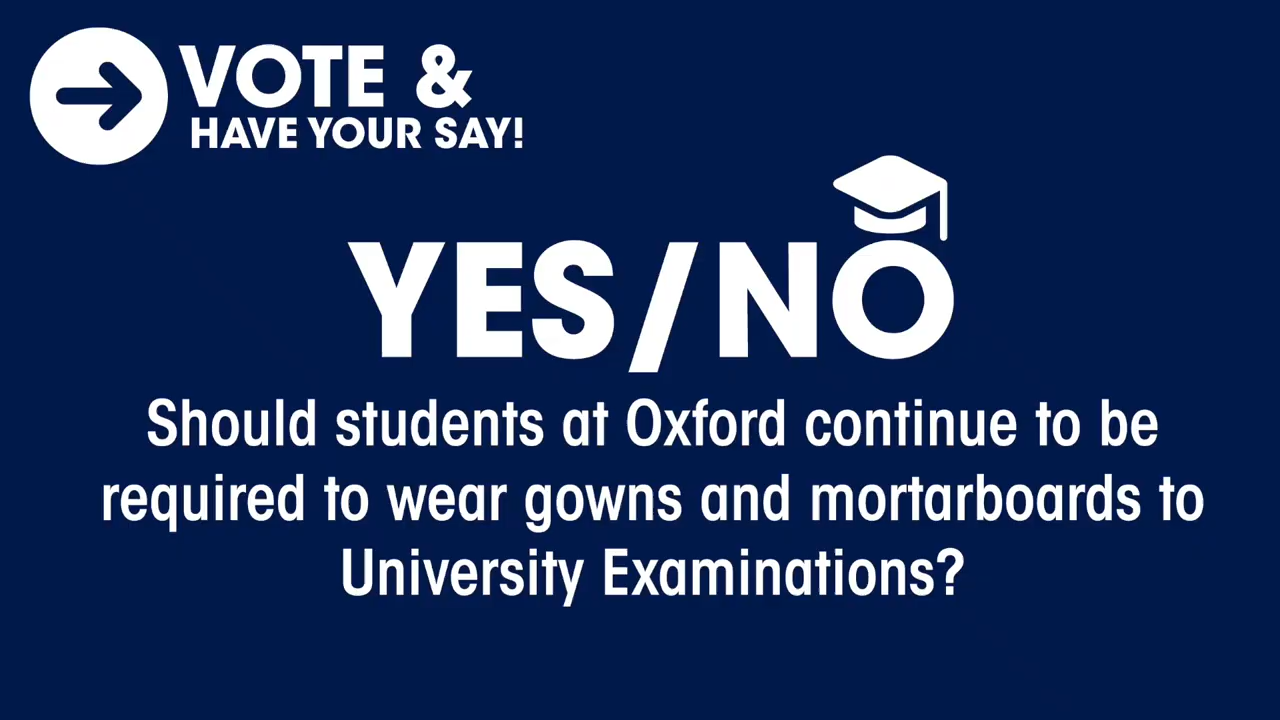 VOTE &
HAVE YOUR SAY!
YES/NO
Should students at Oxford continue to be
required to wear gowns and mortarboards to
University Examinations?